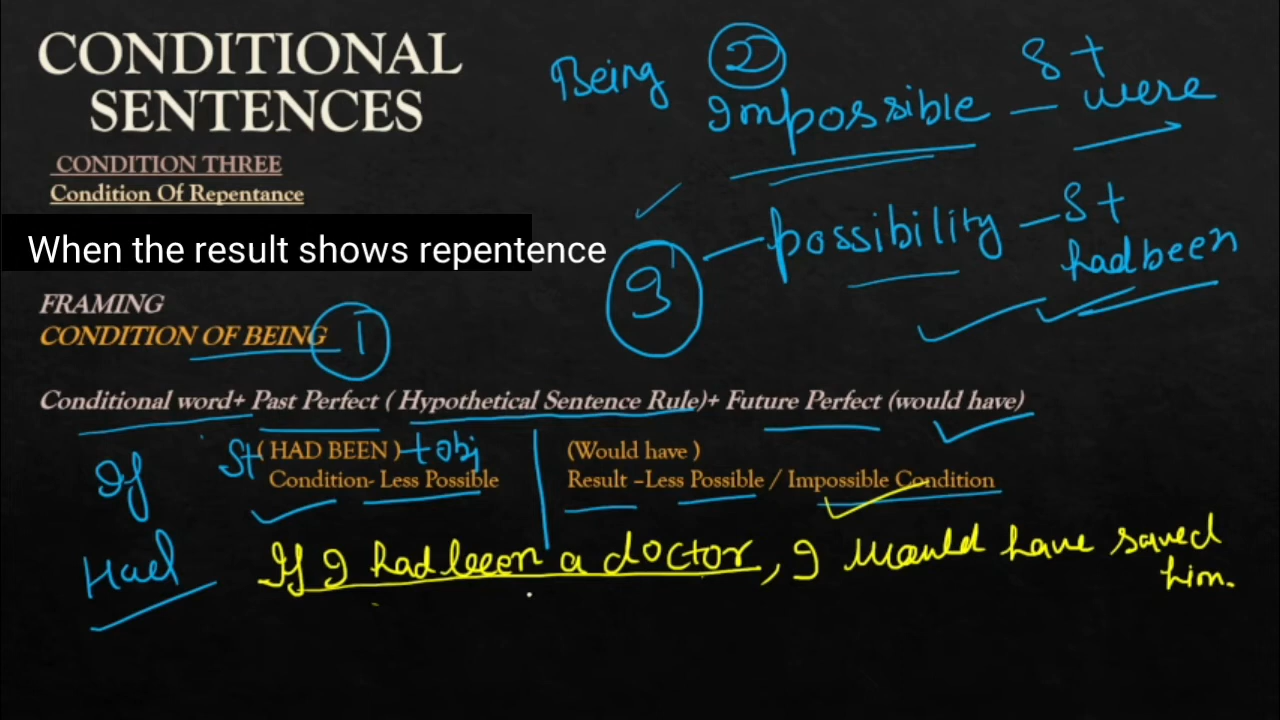 CONDITIONAL
SENTENCES
CONDITION THREE
Condition Of Repentance
When the result shows repentence
Being ② Impossible — S + were
3 — possibility — S + had been
FRAMING
CONDITION OF BEING 1
Conditional word+ Past Perfect ( Hypothetical Sentence Rule)+ Future Perfect (would have)
If S+ ( HAD BEEN ) + obj (Would have )
Condition- Less Possible Result –Less Possible / Impossible Condition
Had If I had been a doctor, I would have saved
him.